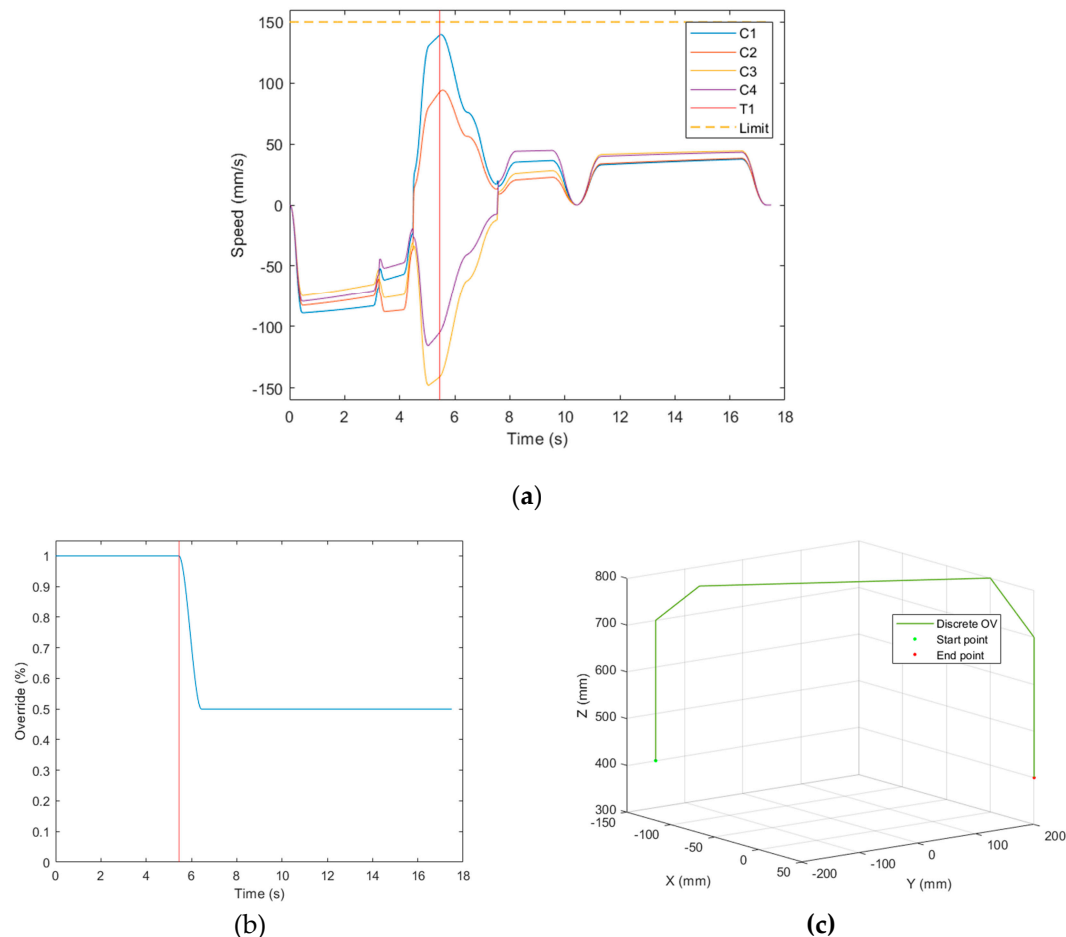 150
100
50
0
-50
-100
-150
Speed (mm/s)
C1
C2
C3
C4
T1
Limit
0 2 4 6 8 10 12 14 16 18
Time (s)
(a)
1
0.9
0.8
0.7
0.6
0.5
0.4
0.3
0.2
0.1
0
Override (%)
0 2 4 6 8 10 12 14 16 18
Time (s)
(b)
800
700
600
500
400
300
Z (mm)
Discrete OV
Start point
End point
-150
-100
-50
0
50
X (mm)
-200
-100
0
100
200
Y (mm)
(c)